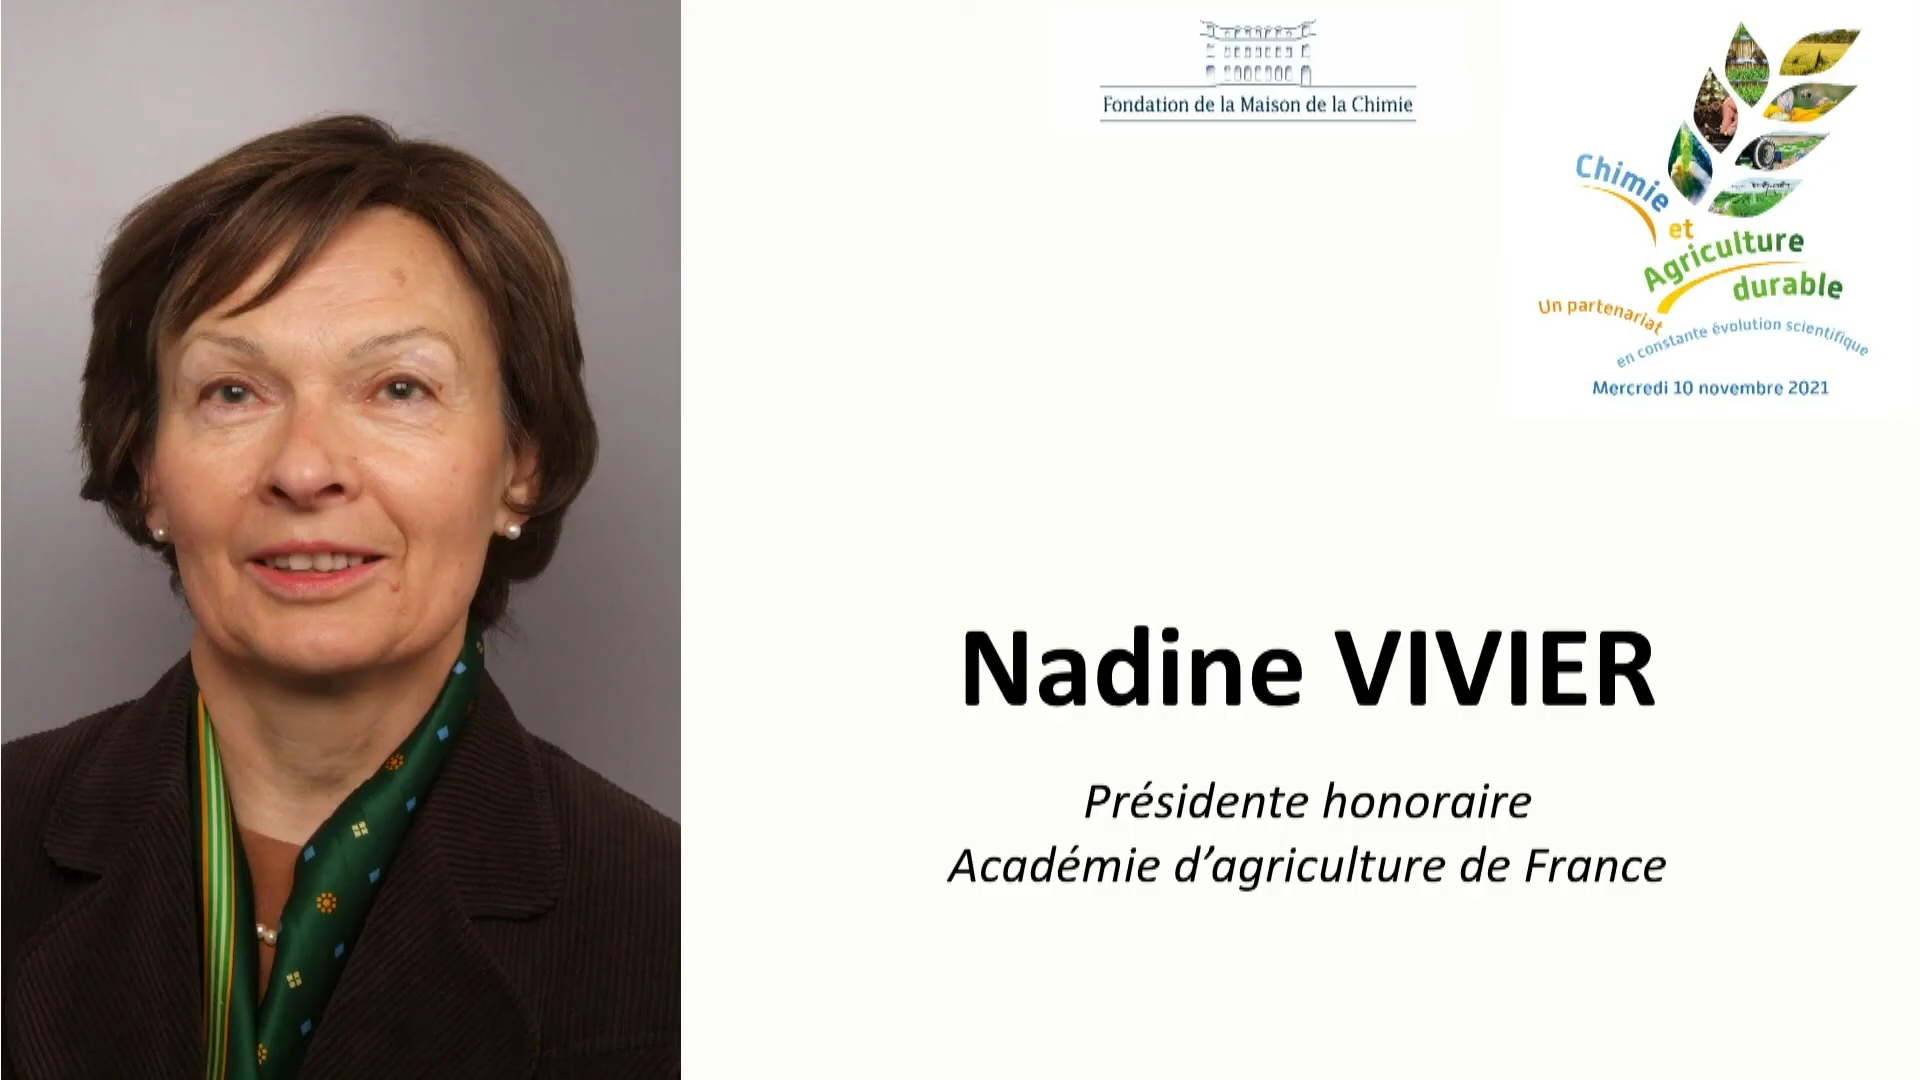 Fondation de la Maison de la Chimie
Chimie
et
Agriculture
durable
Un partenariat
en constante évolution scientifique
Mercredi 10 novembre 2021
Nadine VIVIER
Présidente honoraire
Académie d’agriculture de France